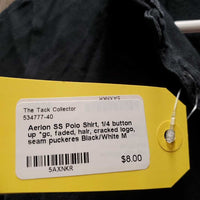 The Tack Collector
534777-40
Aerion SS Polo Shirt, 1/4 button
up *gc, faded, hair, cracked logo,
seam puckeres Black/White M
$8.00
5AXNKR